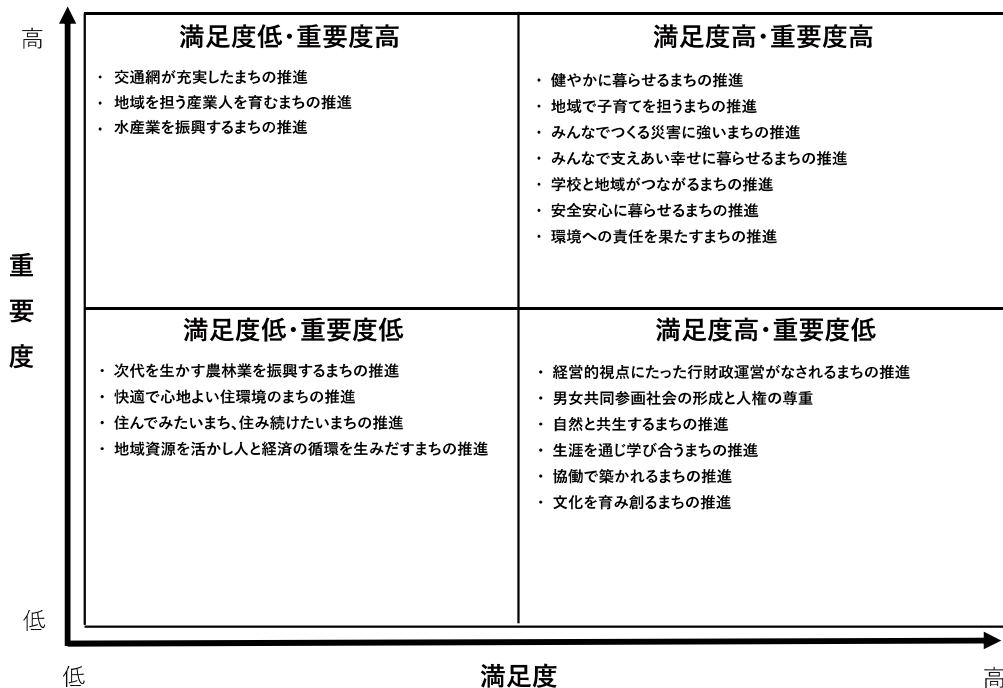 高
満足度低・重要度高
・ 交通網が充実したまちの推進
・ 地域を担う産業人を育むまちの推進
・ 水産業を振興するまちの推進
満足度高・重要度高
・ 健やかに暮らせるまちの推進
・ 地域で子育てを担うまちの推進
・ みんなでつくる災害に強いまちの推進
・ みんなで支えあい幸せに暮らせるまちの推進
・ 学校と地域がつながるまちの推進
・ 安全安心に暮らせるまちの推進
・ 環境への責任を果たすまちの推進
重要度
満足度低・重要度低
・ 次代を生かす農林業を振興するまちの推進
・ 快適で心地よい住環境のまちの推進
・ 住んでみたいまち、住み続けたいまちの推進
・ 地域資源を活かし人と経済の循環を生みだすまちの推進
満足度高・重要度低
・ 経営的視点にたった行財政運営がなされるまちの推進
・ 男女共同参画社会の形成と人権の尊重
・ 自然と共生するまちの推進
・ 生涯を通じ学び合うまちの推進
・ 協働で築かれるまちの推進
・ 文化を育み創るまちの推進
低
低
満足度
高